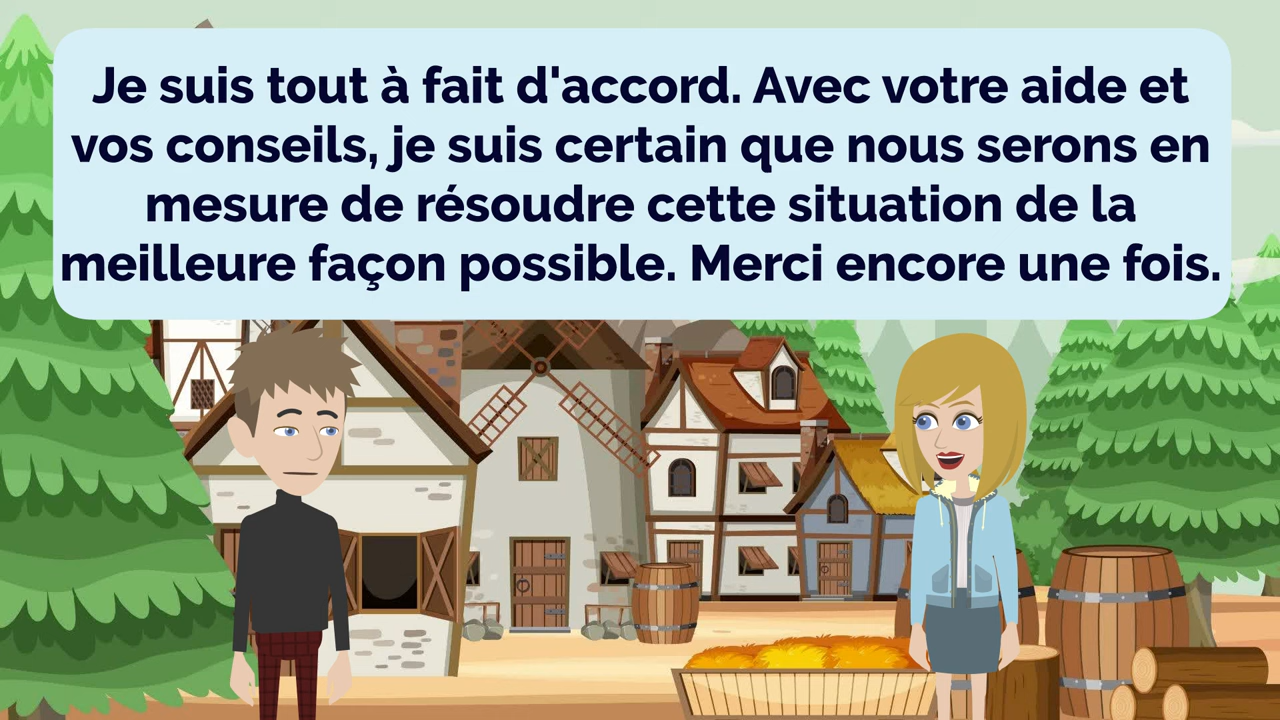 Je suis tout à fait d'accord. Avec votre aide et
vos conseils, je suis certain que nous serons en
mesure de résoudre cette situation de la
meilleure façon possible. Merci encore une fois.